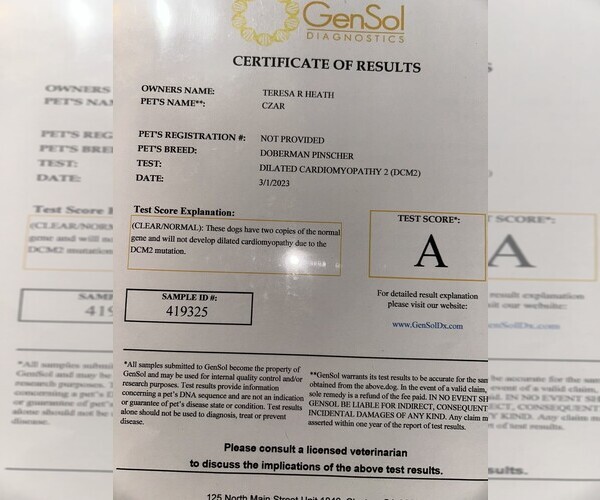 GenSol
DIAGNOSTICS
CERTIFICATE OF RESULTS
OWNERS NAME: TERESA R HEATH
PET'S NAME**: CZAR
PET'S REGISTRATION #: NOT PROVIDED
PET'S BREED: DOBERMAN PINSCHER
TEST: DILATED CARDIOMYOPATHY 2 (DCM2)
DATE: 3/1/2023
Test Score Explanation:
(CLEAR/NORMAL): These dogs have two copies of the normal
gene and will not develop dilated cardiomyopathy due to the
DCM2 mutation.
TEST SCORE*:
A
SAMPLE ID #:
419325
For detailed result explanation
please visit our website:
www.GenSolDx.com
*All samples submitted to GenSol become the property of
GenSol and may be used for internal quality control and/or
research purposes. Test results provide information
concerning a pet's DNA sequence and are not an indication
or guarantee of pet's disease state or condition. Test results
alone should not be used to diagnose, treat or prevent
disease.
**GenSol warrants its test results to be accurate for the sam
obtained from the above dog. In the event of a valid claim,
sole remedy is a refund of the fee paid. IN NO EVENT SH
GENSOL BE LIABLE FOR INDIRECT, CONSEQUENT
INCIDENTAL DAMAGES OF ANY KIND. Any claim m
asserted within one year of the report of test results.
Please consult a licensed veterinarian
to discuss the implications of the above test results.
125 North Main Street Unit